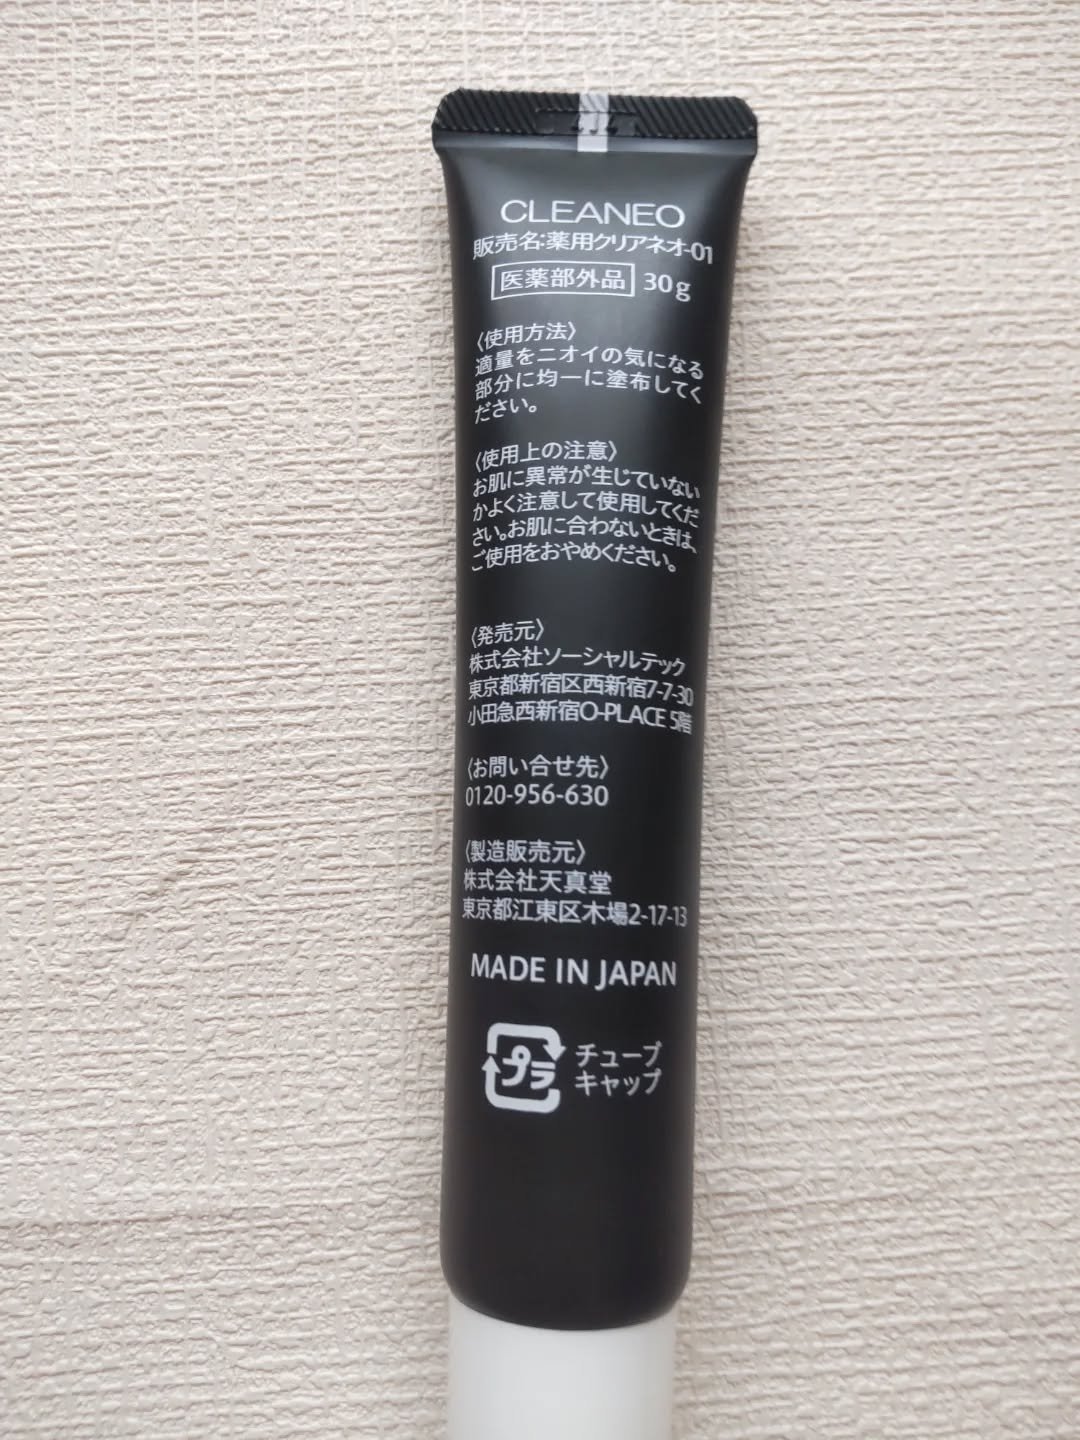 CLEANEO
販売名:薬用クリアネオ-01
医薬部外品 30g
〈使用方法〉
適量をニオイの気になる
部分に均一に塗布してく
ださい。
〈使用上の注意〉
お肌に異常が生じていない
かよく注意して使用してくだ
さい。お肌に合わないときは、
ご使用をおやめください。
〈発売元〉
株式会社ソーシャルテック
東京都新宿区西新宿7-7-30
小田急西新宿O-PLACE 5階
〈お問い合せ先〉
0120-956-630
〈製造販売元〉
株式会社天真堂
東京都江東区木場2-17-13
MADE IN JAPAN
プラ チューブ
キャップ